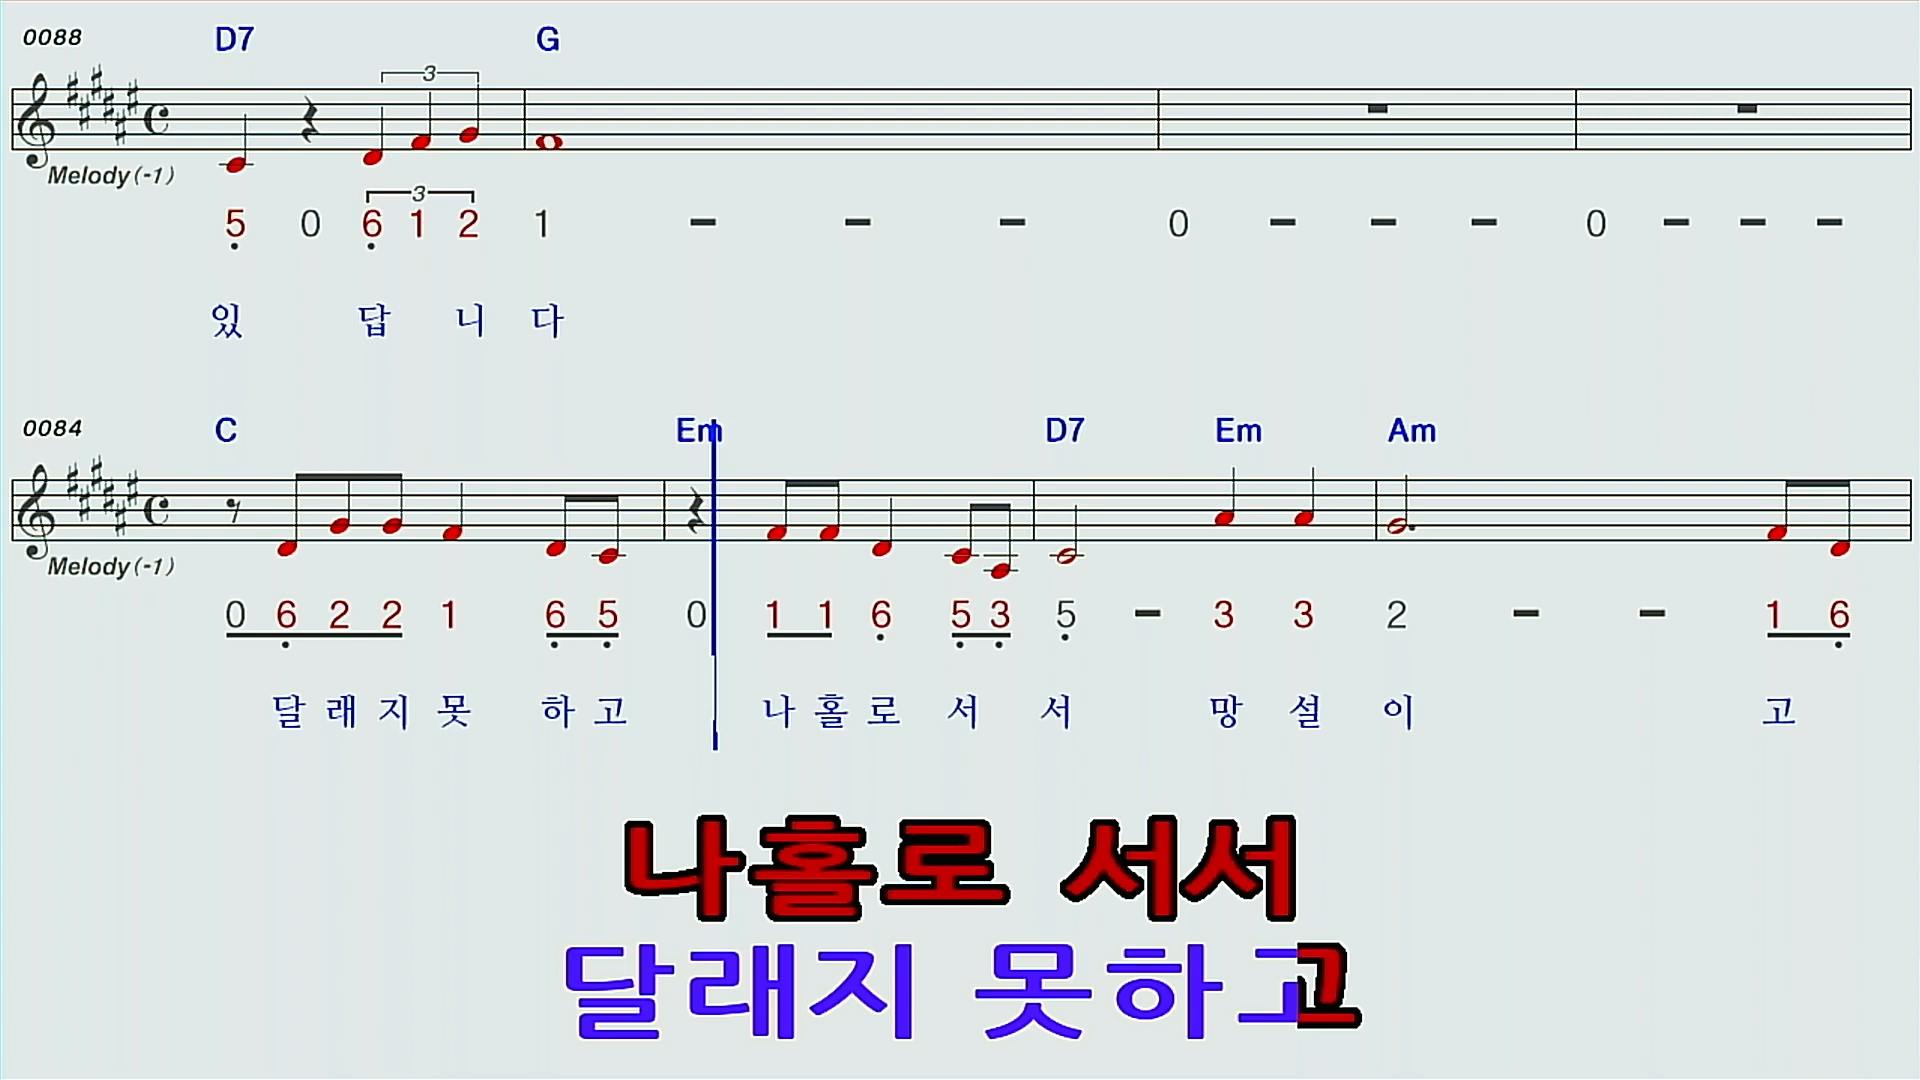 0088 D7 G
3
Melody(-1)
3
5 0 6 1 2 1 - - - 0 - - - 0 - - -
있 답 니 다
0084 C Em D7 Em Am
Melody(-1)
0 6 2 2 1 6 5 0 1 1 6 5 3 5 - 3 3 2 - - 1 6
달 래 지 못 하 고 나 홀 로 서 서 망 설 이 고
나홀로 서서
달래지 못하고